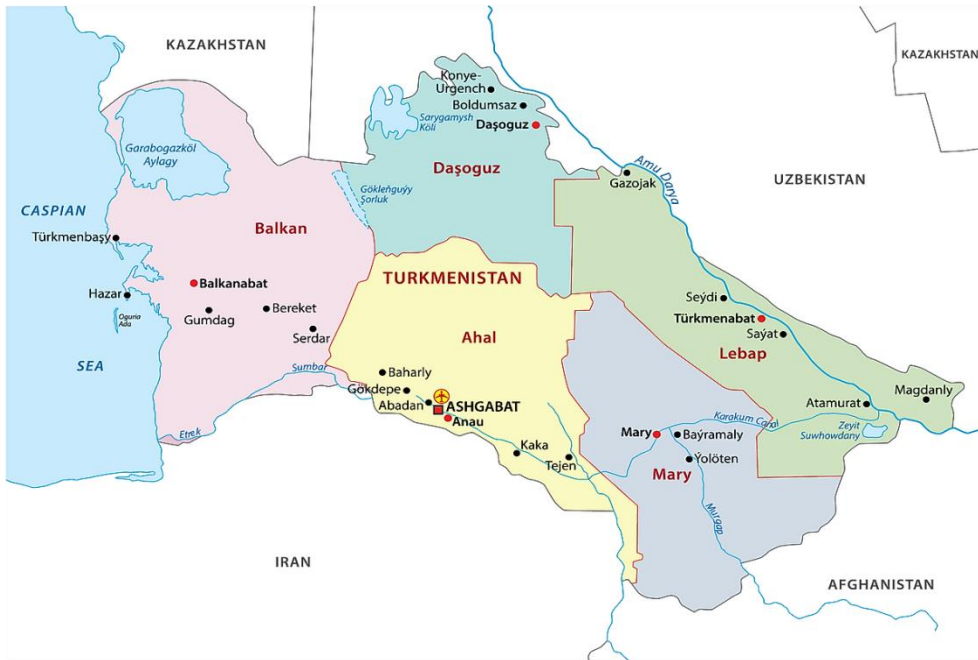 KAZAKHSTAN
KAZAKHSTAN
Konye-
Urgench
Boldumsaz
Sarygamysh
Köli
Daşoguz
Garabogazköl
Aylagy
Daşoguz
Amu Darya
Gazojak
UZBEKISTAN
Gökleňguýy
Şorluk
CASPIAN
Balkan
Türkmenbaşy
TURKMENISTAN
Balkanabat
Hazar
Bereket
Seýdi
Gumdag
Oguria
Ada
Türkmenabat
Serdar
Ahal
Saýat
Lebap
SEA
Sumbar
Baharly
Gökdepe
Magdanly
Abadan
ASHGABAT
Atamurat
Anau
Karakum Canal
Zeyit
Suwhowdany
Etrek
Mary
Baýramaly
Kaka
Ýolöten
Tejen
Mary
Murgap
IRAN
AFGHANISTAN